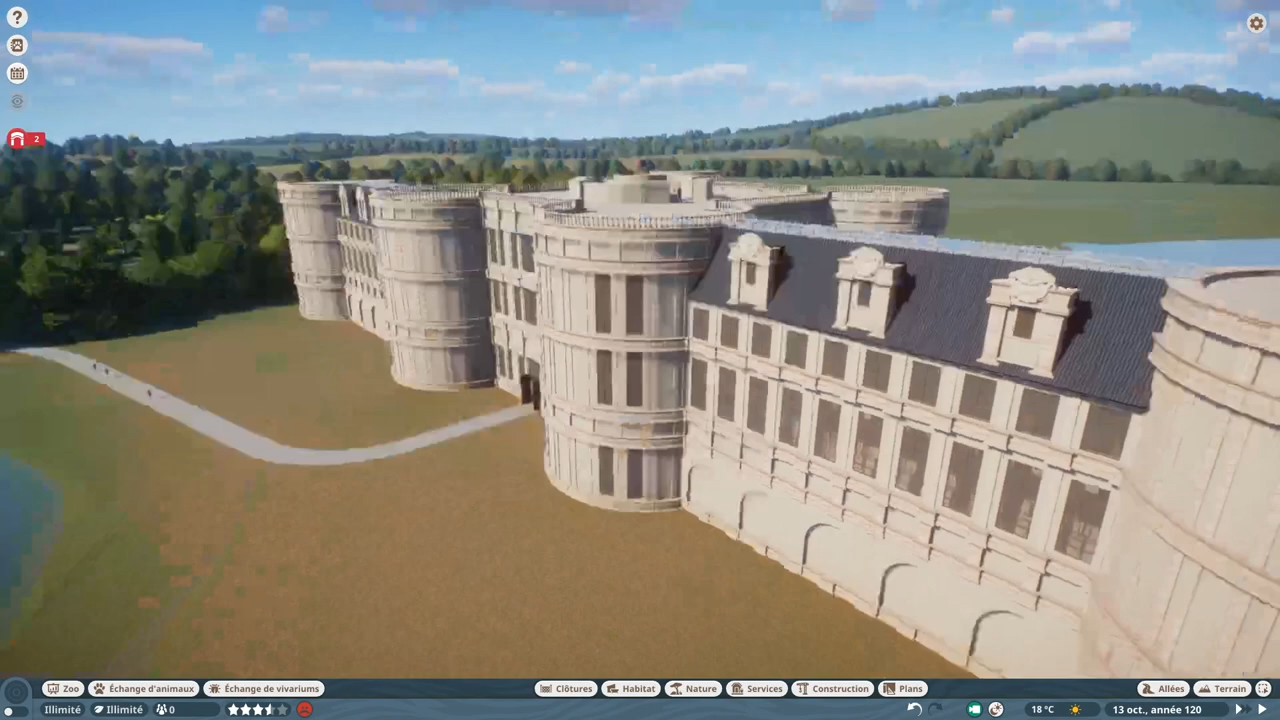 ?
2
Zoo
Échange d'animaux
Échange de vivariums
Clôtures
Habitat
Nature
Services
Construction
Plans
Allées
Terrain
Illimité
Illimité
0
18 °C
13 oct., année 120